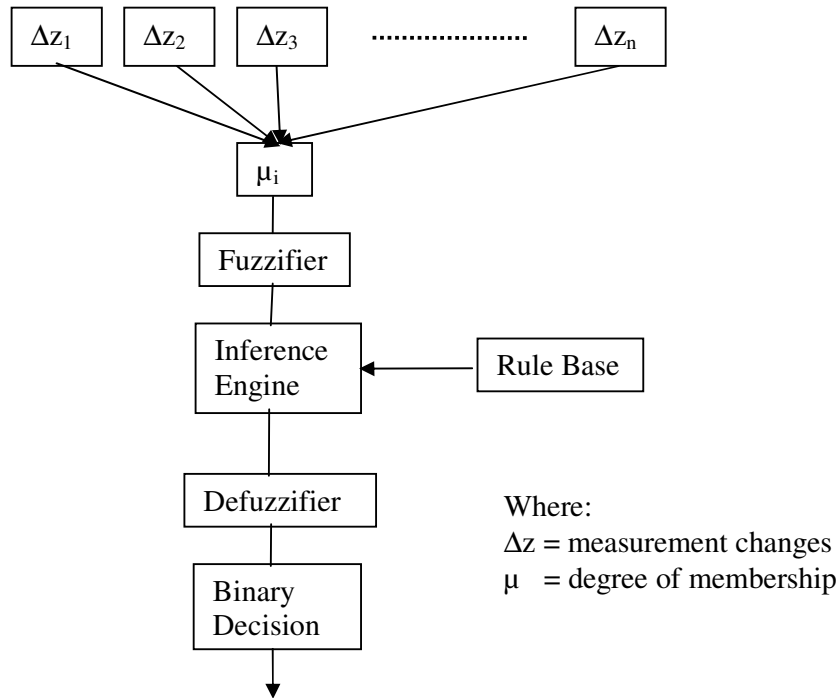 Δz₁ Δz₂ Δz₃ ........................ Δzₙ
μᵢ
Fuzzifier
Inference
Engine
Rule Base
Defuzzifier
Where:
Δz = measurement changes
μ = degree of membership
Binary
Decision